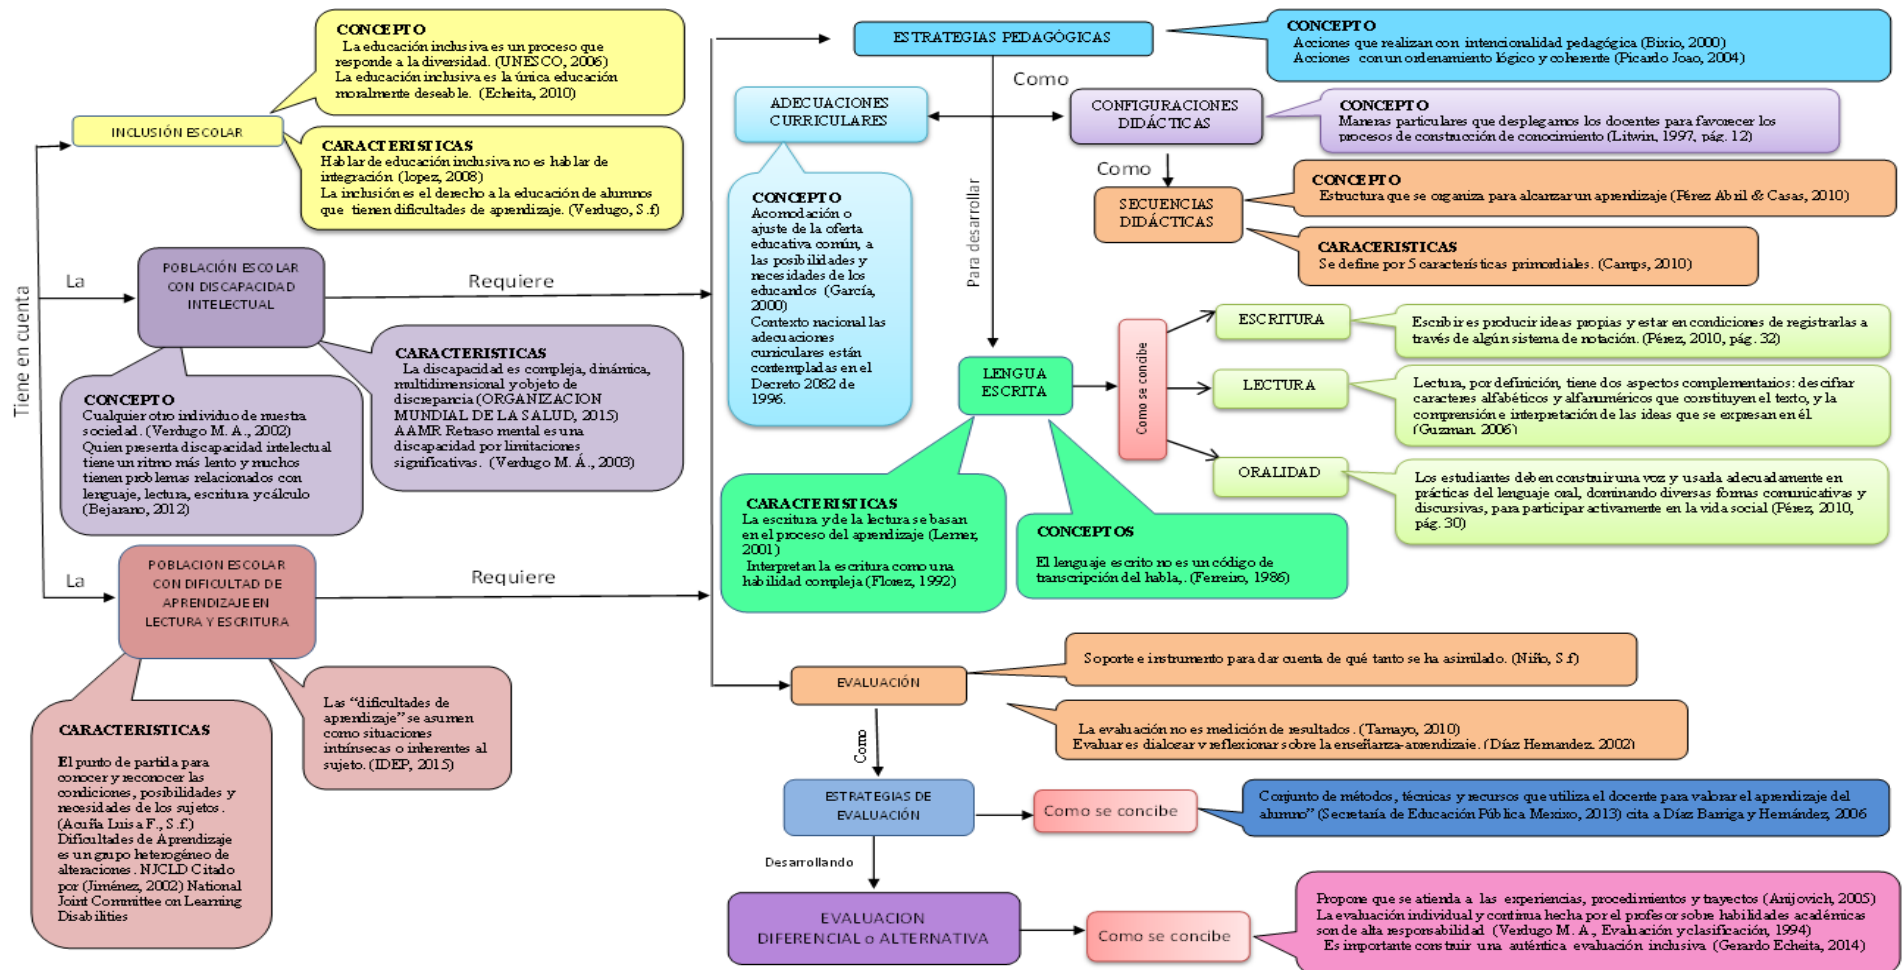 CONCEPTO
La educación inclusiva es un proceso que
responde a la diversidad. (UNESCO, 2006)
La educación inclusiva es la única educación
moralmente deseable. (Echeita, 2010)
INCLUSIÓN ESCOLAR
CARACTERISTICAS
Hablar de educación inclusiva no es hablar de
integración (lopez, 2008)
La inclusión es el derecho a la educación de alumnos
que tienen dificultades de aprendizaje. (Verdugo, S.f)
Tiene en cuenta
La
POBLACIÓN ESCOLAR
CON DISCAPACIDAD
INTELECTUAL
Requiere
CONCEPTO
Cualquier otro individuo de nuestra
sociedad. (Verdugo M. A., 2002)
Quien presenta discapacidad intelectual
tiene un ritmo más lento y muchos
tienen problemas relacionados con
lenguaje, lectura, escritura y cálculo
(Bejarano, 2012)
CARACTERISTICAS
La discapacidad es compleja, dinámica,
multidimensional y objeto de
discrepancia (ORGANIZACION
MUNDIAL DE LA SALUD, 2015)
AAMR Retraso mental es una
discapacidad por limitaciones
significativas. (Verdugo M. Á., 2003)
La
POBLACION ESCOLAR
CON DIFICULTAD DE
APRENDIZAJE EN
LECTURA Y ESCRITURA
Requiere
CARACTERISTICAS
El punto de partida para
conocer y reconocer las
condiciones, posibilidades y
necesidades de los sujetos.
(Acuña Luisa F., S.f.)
Dificultades de Aprendizaje
es un grupo heterogéneo de
alteraciones. NJCLD Citado
por (Jiménez, 2002) National
Joint Committee on Learning
Disabilities
Las “dificultades de
aprendizaje” se asumen
como situaciones
intrínsecas o inherentes al
sujeto. (IDEP, 2015)
ESTRATEGIAS PEDAGÓGICAS
CONCEPTO
Acciones que realizan con intencionalidad pedagógica (Bixio, 2000)
Acciones con un ordenamiento lógico y coherente (Picardo Joao, 2004)
Como
ADECUACIONES
CURRICULARES
CONFIGURACIONES
DIDÁCTICAS
CONCEPTO
Maneras particulares que desplegamos los docentes para favorecer los
procesos de construcción de conocimiento (Litwin, 1997, pág. 12)
CONCEPTO
Acomodación o
ajuste de la oferta
educativa común, a
las posibilidades y
necesidades de los
educandos (García,
2000)
Contexto nacional las
adecuaciones
curriculares están
contempladas en el
Decreto 2082 de
1996.
Como
SECUENCIAS
DIDÁCTICAS
CONCEPTO
Estructura que se organiza para alcanzar un aprendizaje (Pérez Abril & Casas, 2010)
CARACERISTICAS
Se define por 5 características primordiales. (Camps, 2010)
Para desarrollar
LENGUA
ESCRITA
Como se concibe
ESCRITURA
Escribir es producir ideas propias y estar en condiciones de registrarlas a
través de algún sistema de notación. (Pérez, 2010, pág. 32)
LECTURA
Lectura, por definición, tiene dos aspectos complementarios: descifrar
caracteres alfabéticos y alfanuméricos que constituyen el texto, y la
comprensión e interpretación de las ideas que se expresan en él
(Guzman, 2006)
ORALIDAD
Los estudiantes deben construir una voz y usarla adecuadamente en
prácticas del lenguaje oral, dominando diversas formas comunicativas y
discursivas, para participar activamente en la vida social (Pérez, 2010,
pág. 30)
CARACTERISTICAS
La escritura y de la lectura se basan
en el proceso del aprendizaje (Lerner,
2001)
Interpretan la escritura como una
habilidad compleja (Florez, 1992)
CONCEPTOS
El lenguaje escrito no es un código de
transcripción del habla,. (Ferreiro, 1986)
EVALUACIÓN
Soporte e instrumento para dar cuenta de qué tanto se ha asimilado. (Niño, S.f)
La evaluación no es medición de resultados. (Tamayo, 2010)
Evaluar es dialogar y reflexionar sobre la enseñanza-aprendizaje. (Díaz Hernandez, 2002)
Como
ESTRATEGIAS DE
EVALUACIÓN
Como se concibe
Conjunto de métodos, técnicas y recursos que utiliza el docente para valorar el aprendizaje del
alumno” (Secretaría de Educación Pública Mexixo, 2013) cita a Díaz Barriga y Hernández, 2006
Desarrollando
EVALUACION
DIFERENCIAL o ALTERNATIVA
Como se concibe
Propone que se atienda a las experiencias, procedimientos y trayectos (Anijovich, 2005)
La evaluación individual y continua hecha por el profesor sobre habilidades académicas
son de alta responsabilidad (Verdugo M. A., Evaluación y clasificación, 1994)
Es importante construir una auténtica evaluación inclusiva (Gerardo Echeita, 2014)